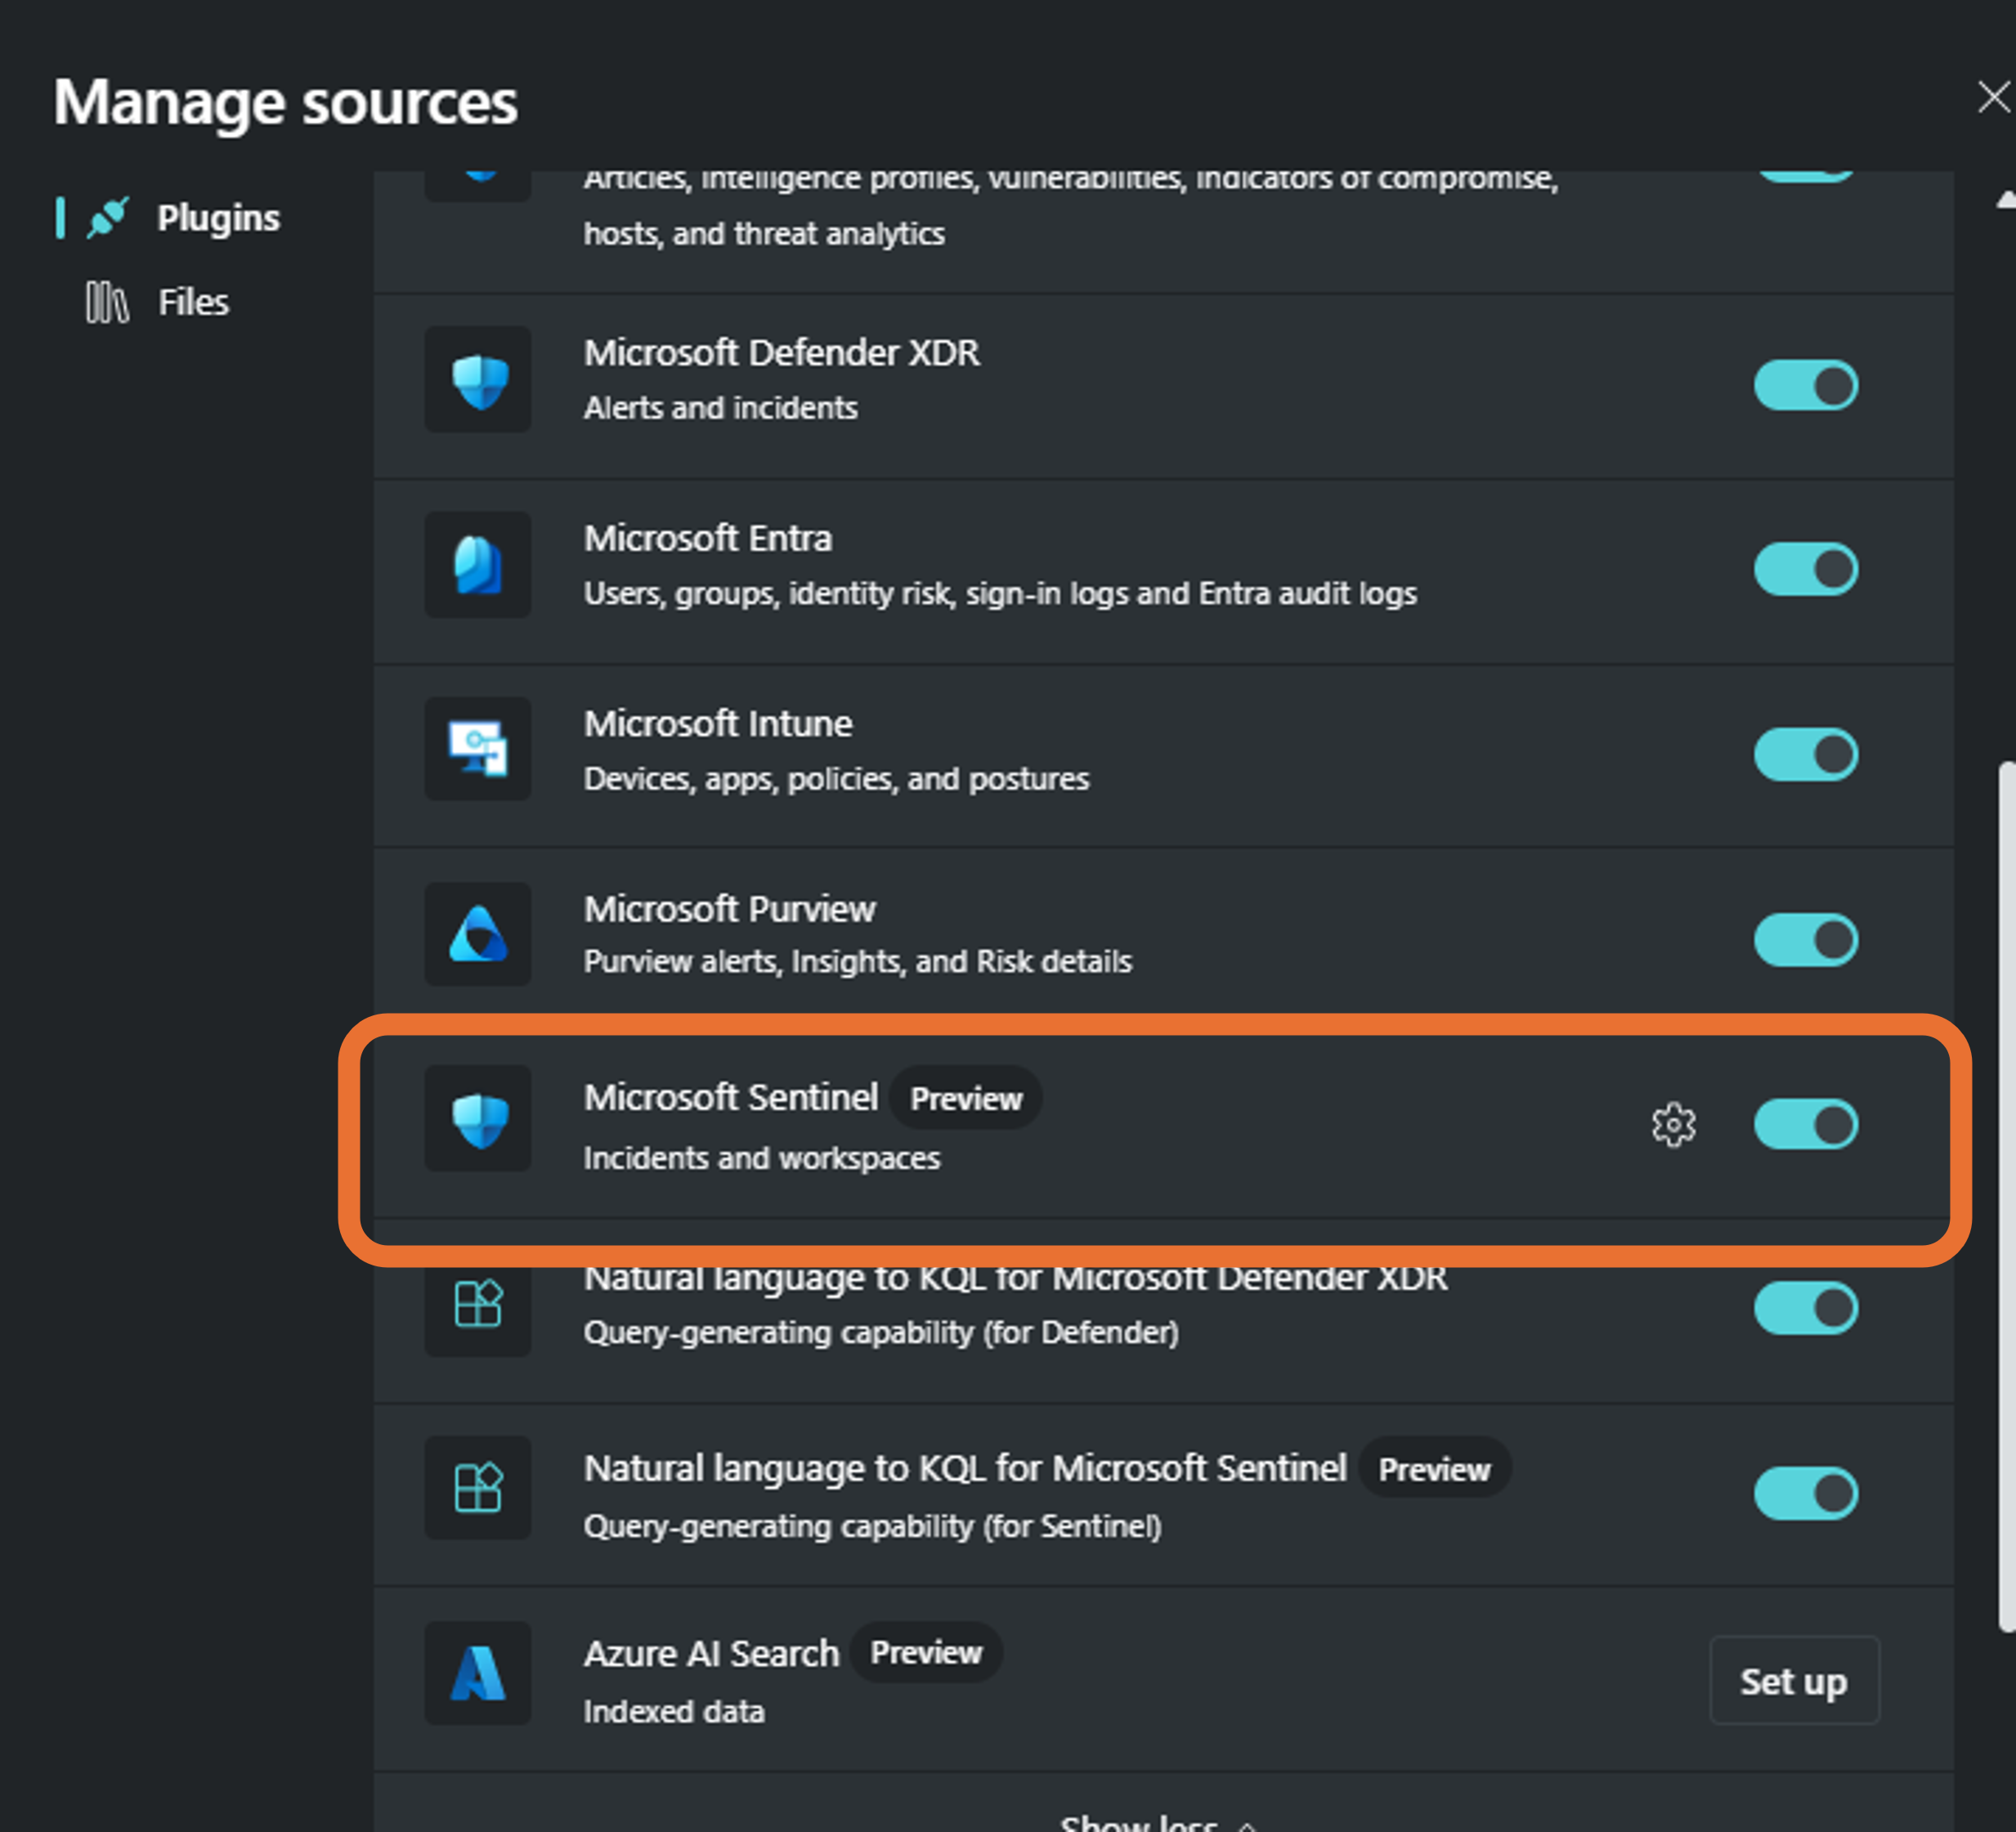 Manage sources
Plugins
Files
Articles, intelligence profiles, vulnerabilities, indicators of compromise,
hosts, and threat analytics
Microsoft Defender XDR
Alerts and incidents
Microsoft Entra
Users, groups, identity risk, sign-in logs and Entra audit logs
Microsoft Intune
Devices, apps, policies, and postures
Microsoft Purview
Purview alerts, Insights, and Risk details
Microsoft Sentinel Preview
Incidents and workspaces
Natural language to KQL for Microsoft Defender XDR
Query-generating capability (for Defender)
Natural language to KQL for Microsoft Sentinel Preview
Query-generating capability (for Sentinel)
Azure AI Search Preview
Indexed data
Set up
Show less